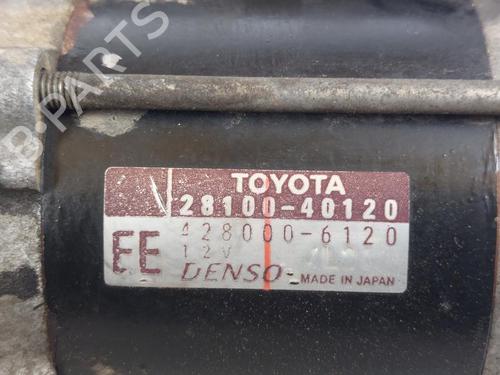 B-PARTS
TOYOTA
28100-40120
428000-6120
EE 12V
DENSO MADE IN JAPAN